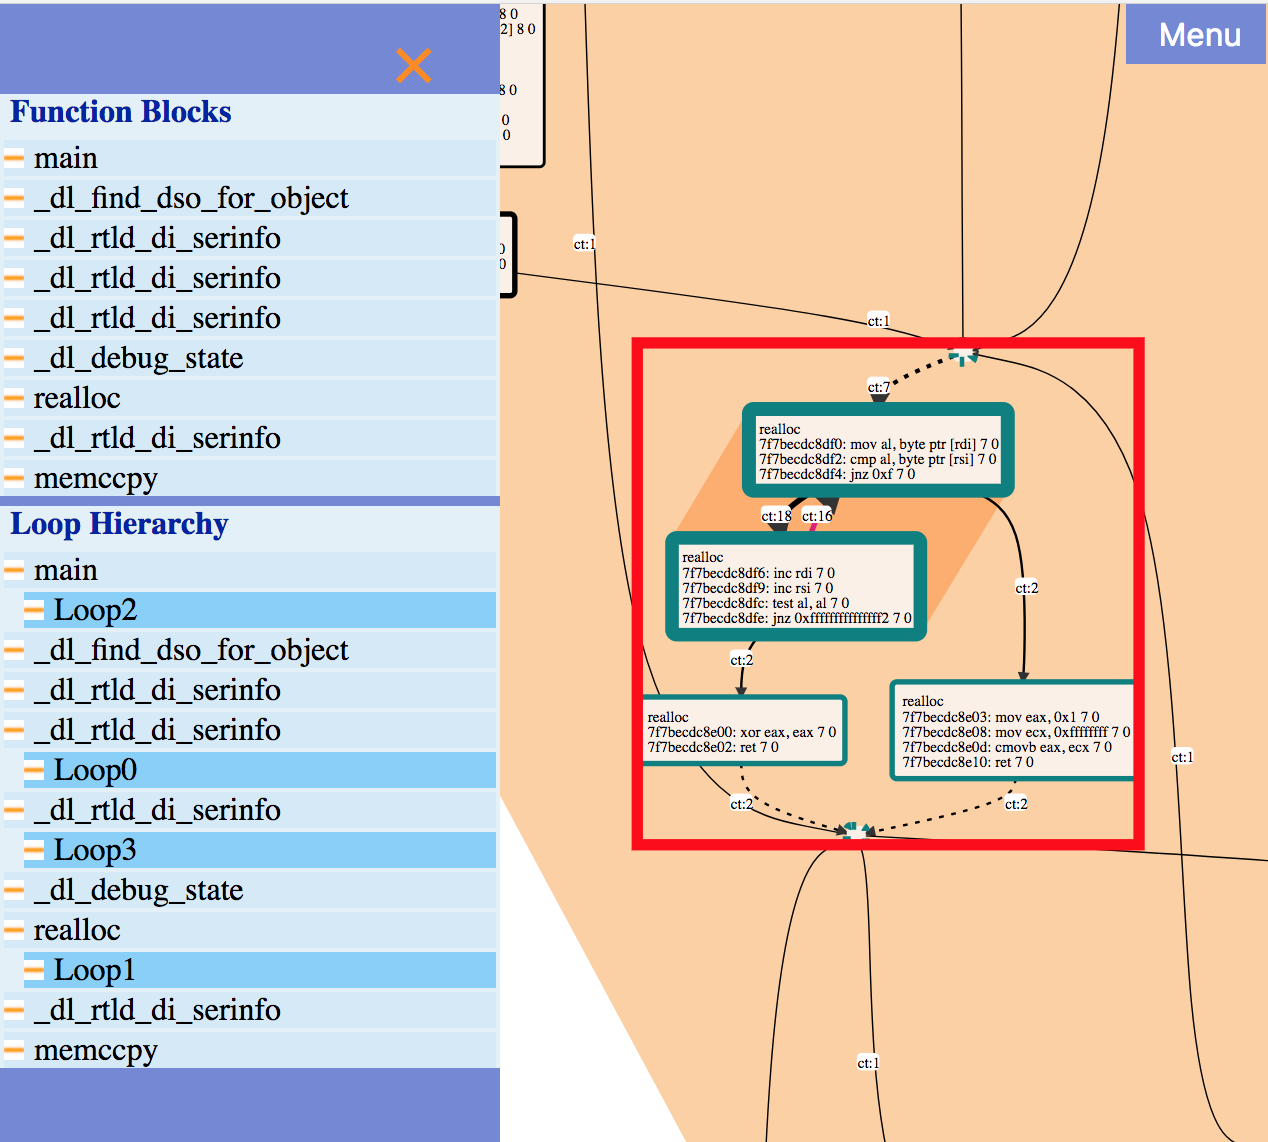 Function Blocks
main
_dl_find_dso_for_object
_dl_rtld_di_serinfo
_dl_rtld_di_serinfo
_dl_rtld_di_serinfo
_dl_debug_state
realloc
_dl_rtld_di_serinfo
memccpy
Loop Hierarchy
main
Loop2
_dl_find_dso_for_object
_dl_rtld_di_serinfo
_dl_rtld_di_serinfo
Loop0
_dl_rtld_di_serinfo
Loop3
_dl_debug_state
realloc
Loop1
_dl_rtld_di_serinfo
memccpy
8 0
2] 8 0
8 0
0
0
0
0
Menu
ct:1
ct:1
ct:7
realloc
7f7becdc8df0: mov al, byte ptr [rdi] 7 0
7f7becdc8df2: cmp al, byte ptr [rsi] 7 0
7f7becdc8df4: jnz 0xf 7 0
ct:18
ct:16
realloc
7f7becdc8df6: inc rdi 7 0
7f7becdc8df9: inc rsi 7 0
7f7becdc8dfc: test al, al 7 0
7f7becdc8dfe: jnz 0xfffffffffffffff2 7 0
ct:2
ct:2
realloc
7f7becdc8e00: xor eax, eax 7 0
7f7becdc8e02: ret 7 0
realloc
7f7becdc8e03: mov eax, 0x1 7 0
7f7becdc8e08: mov ecx, 0xffffffff 7 0
7f7becdc8e0d: cmovb eax, ecx 7 0
7f7becdc8e10: ret 7 0
ct:1
ct:2
ct:2
ct:1